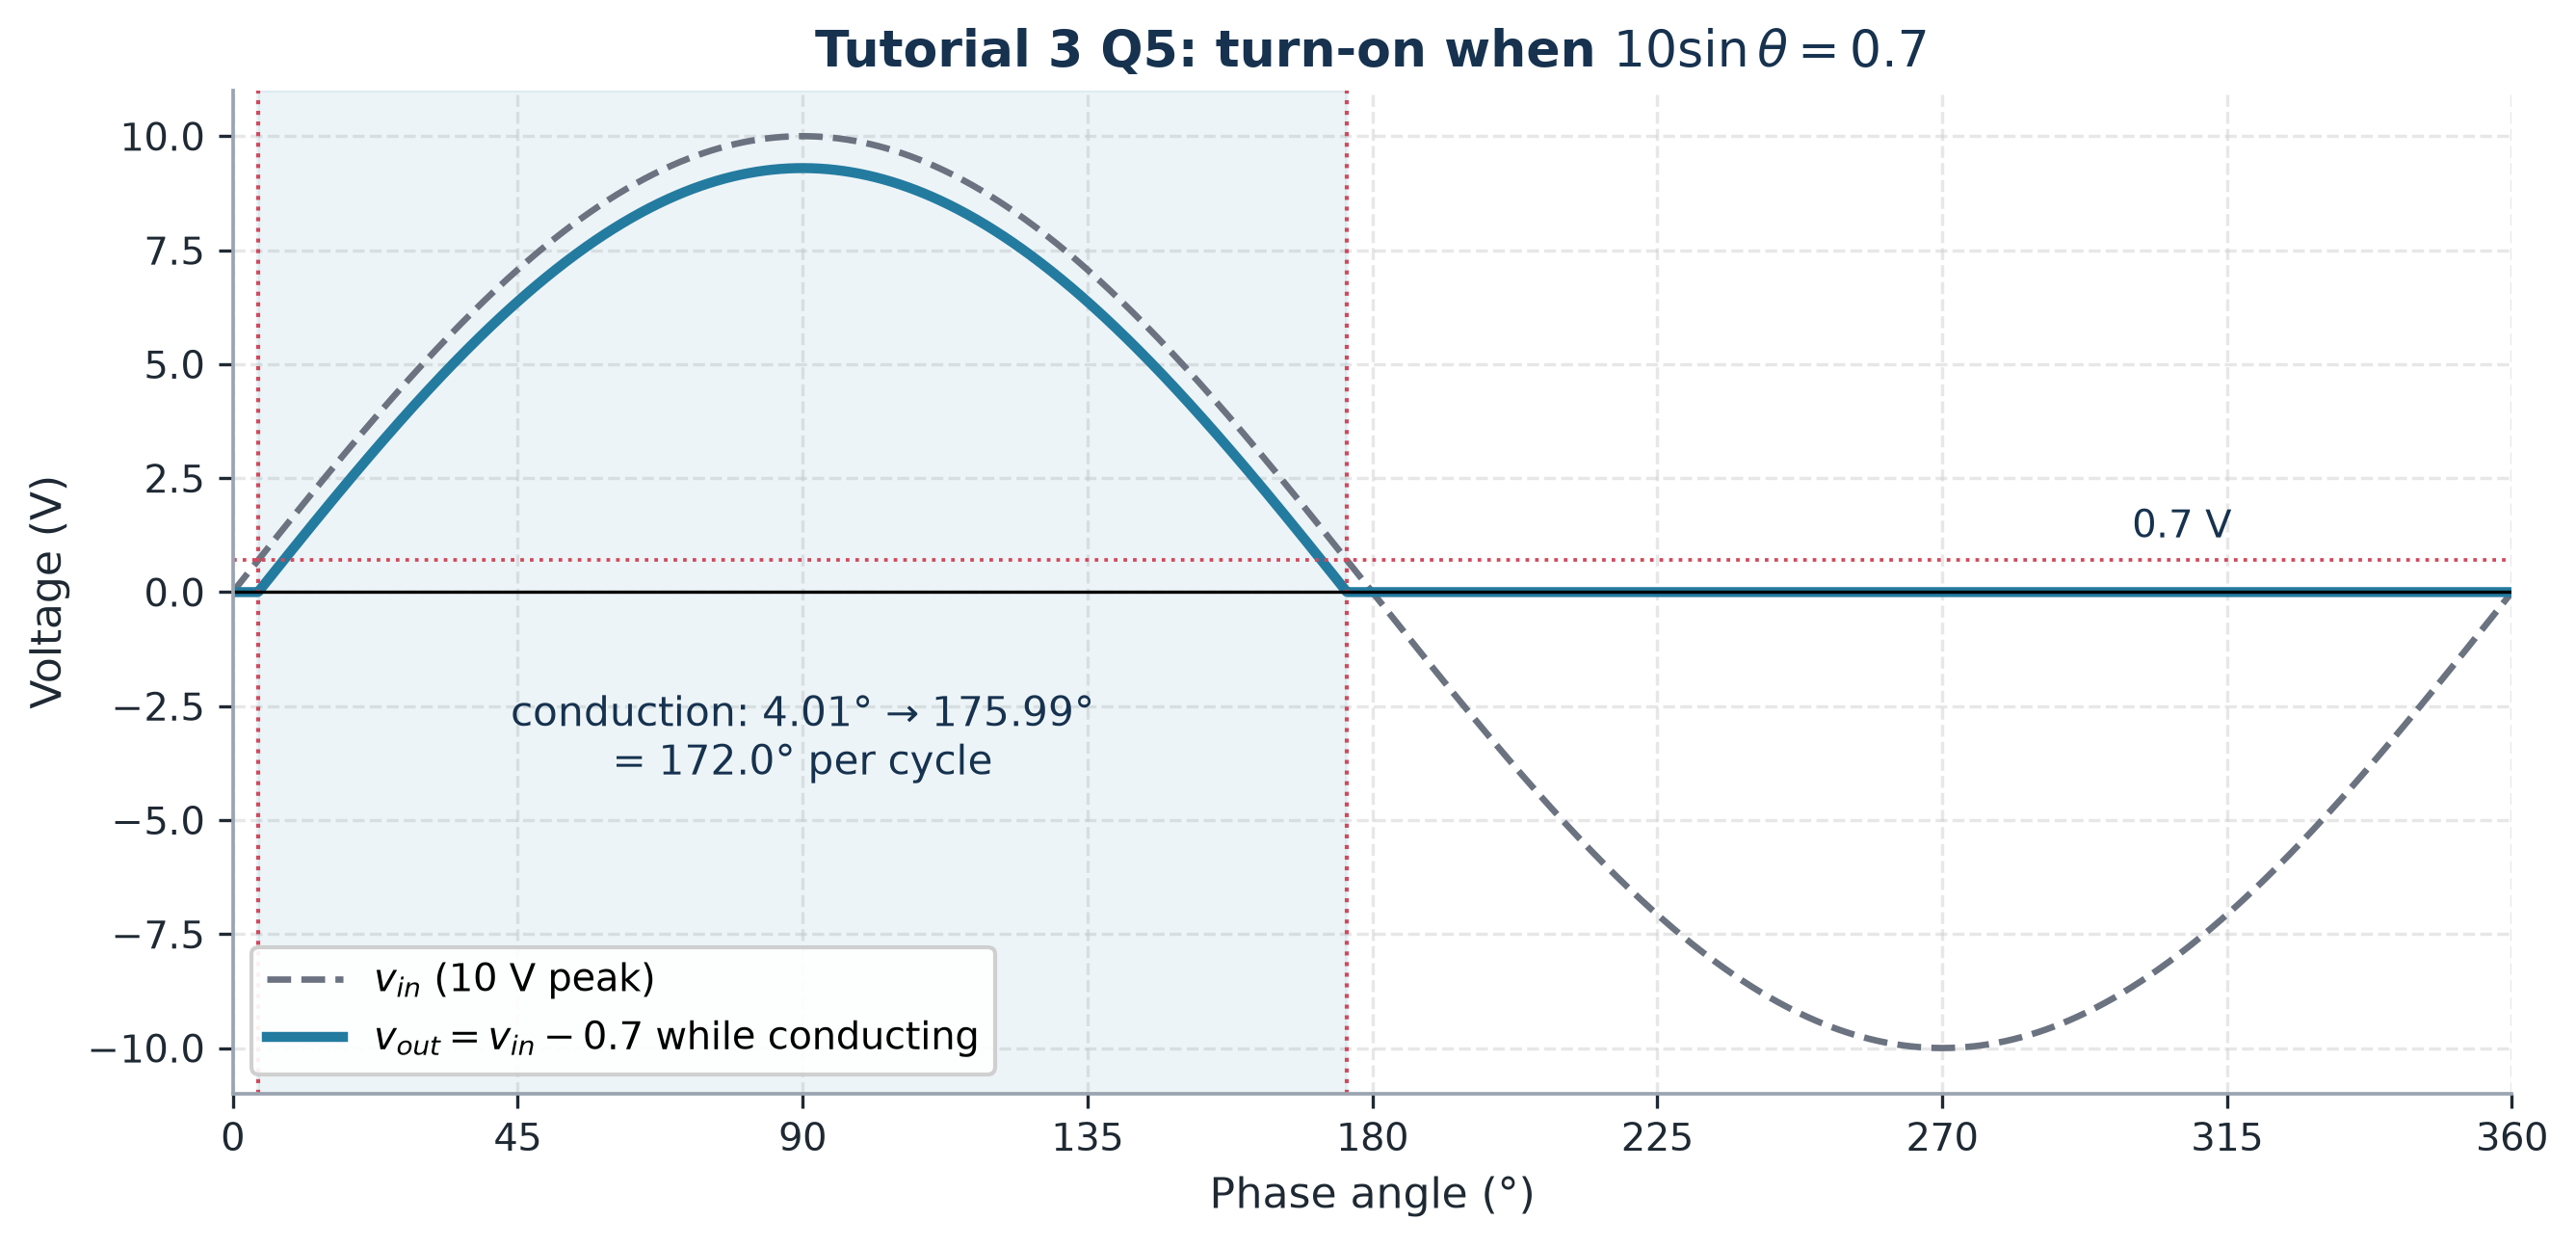 Tutorial 3 Q5: turn-on when 10sin θ = 0.7
Voltage (V)
10.0
7.5
5.0
2.5
0.0
−2.5
−5.0
−7.5
−10.0
0.7 V
conduction: 4.01° → 175.99°
= 172.0° per cycle
v_in (10 V peak)
v_out = v_in − 0.7 while conducting
0 45 90 135 180 225 270 315 360
Phase angle (°)